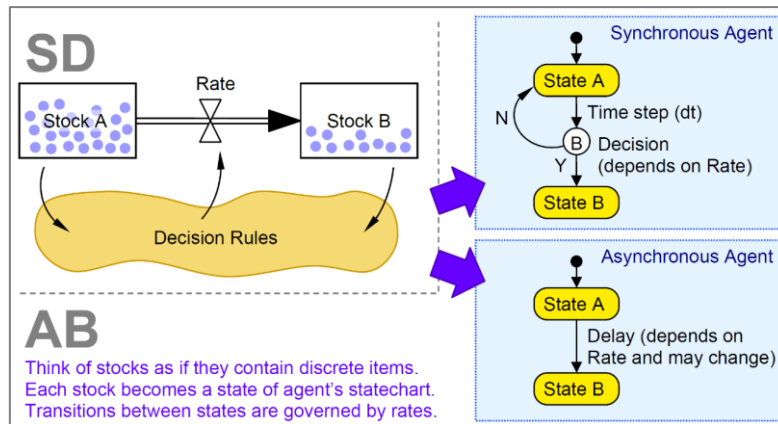 SD
Rate
Stock A
Stock B
Decision Rules
AB
Think of stocks as if they contain discrete items.
Each stock becomes a state of agent's statechart.
Transitions between states are governed by rates.
Synchronous Agent
State A
Time step (dt)
N
B
Decision
(depends on Rate)
Y
State B
Asynchronous Agent
State A
Delay (depends on
Rate and may change)
State B